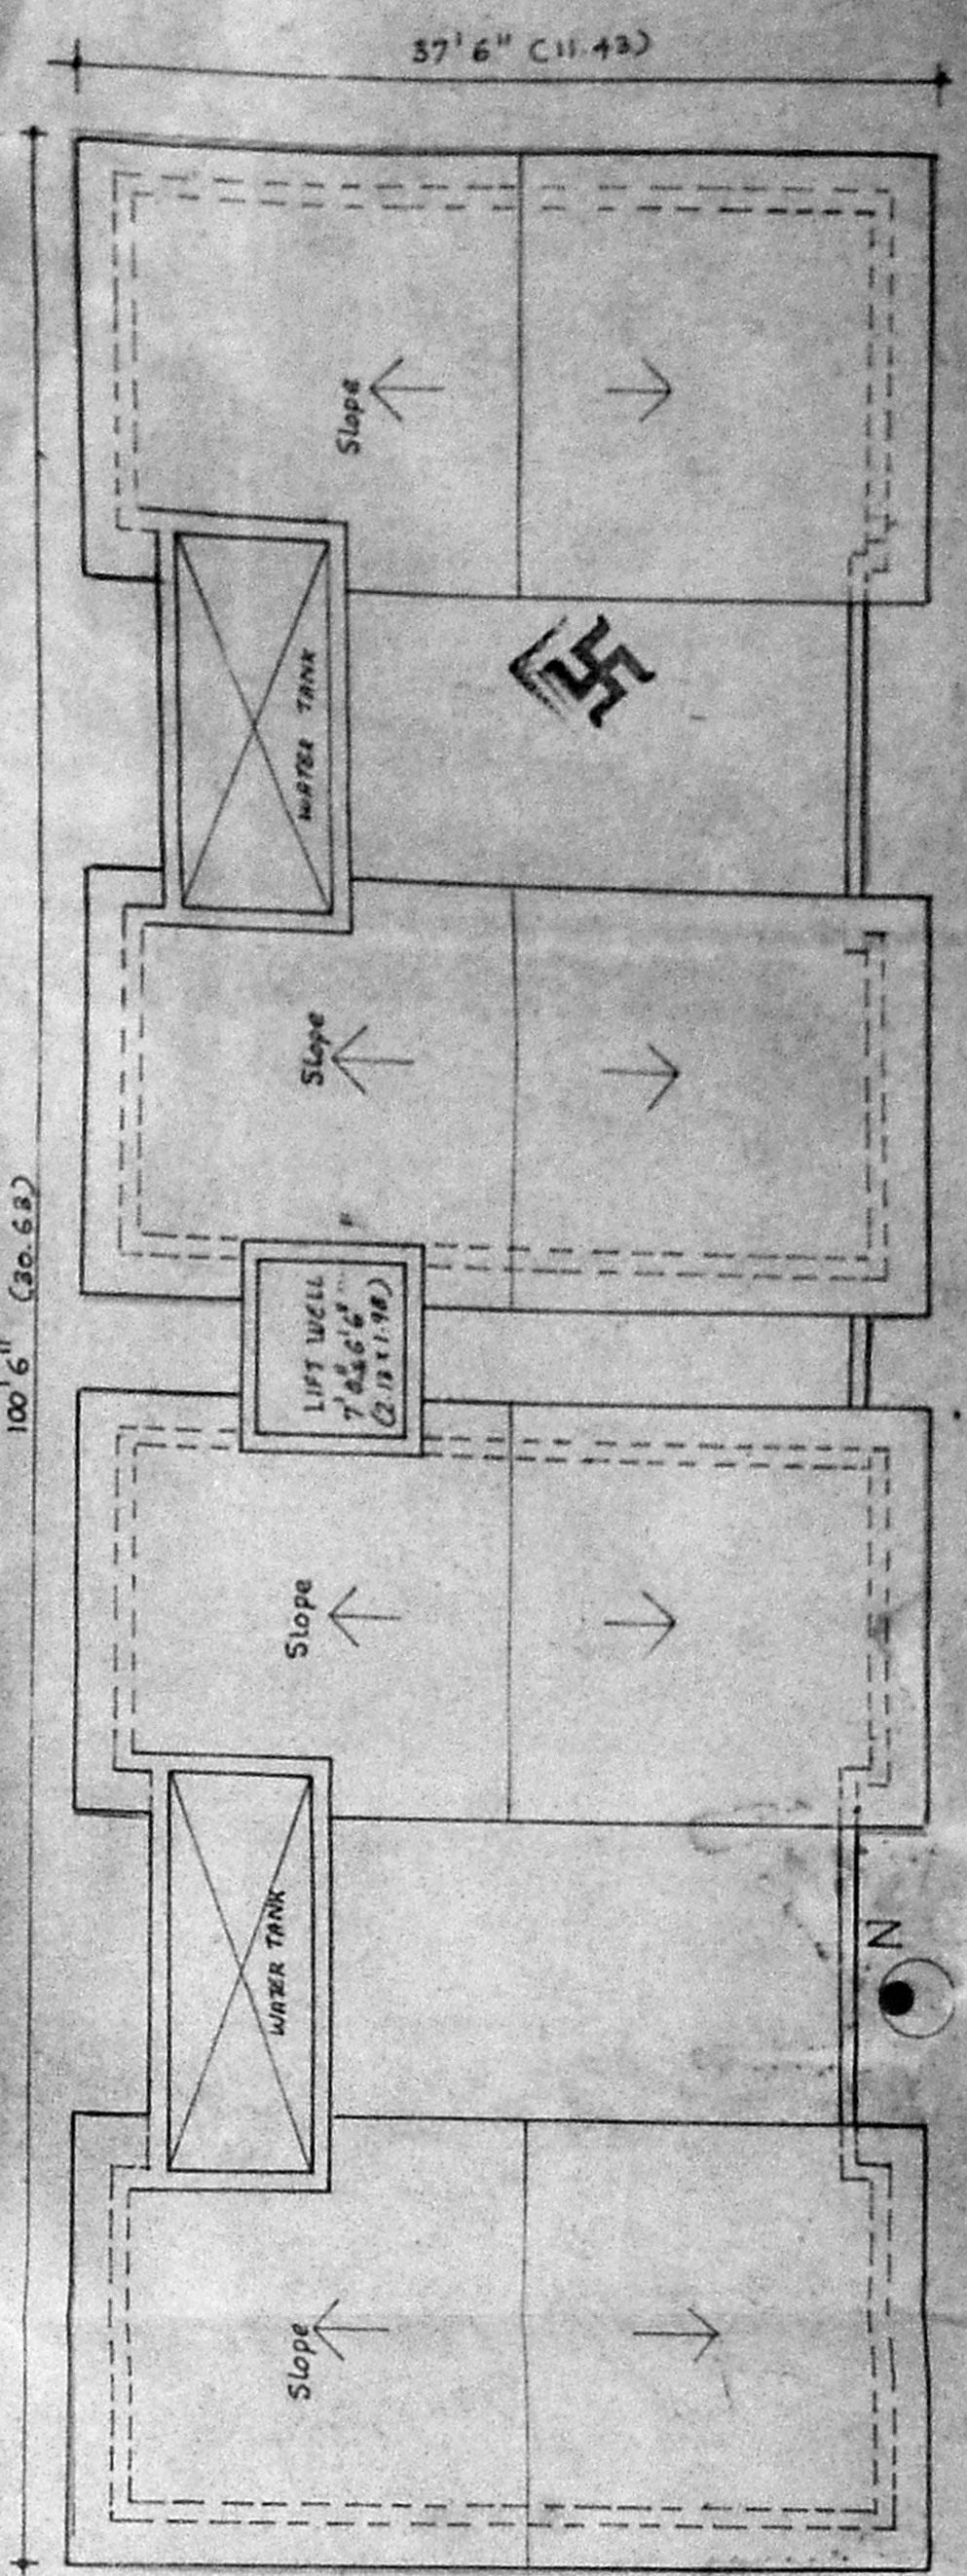 37'6" (11.43)
Slope
WATER TANK
Slope
100'6" (30.63)
LIFT WELL
7'0"x6'6"
(2.13 x 1.98)
Slope
WATER TANK
N
Slope